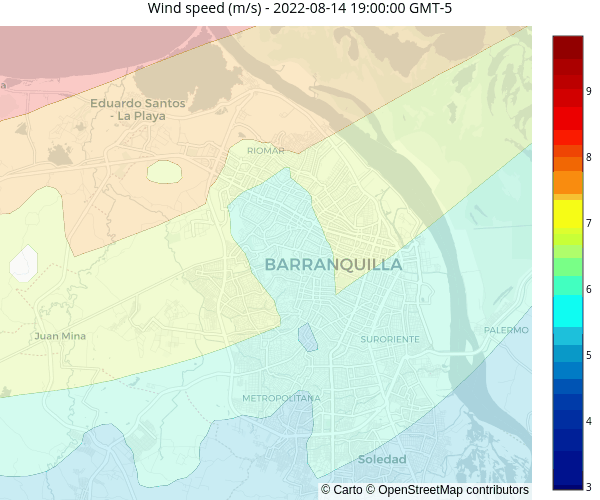 Wind speed (m/s) - 2022-08-14 19:00:00 GMT-5
a
Eduardo Santos
- La Playa
RIOMAR
BARRANQUILLA
Juan Mina
SURORIENTE
PALERMO
METROPOLITANA
Soledad
© Carto © OpenStreetMap contributors
9
8
7
6
5
4
3